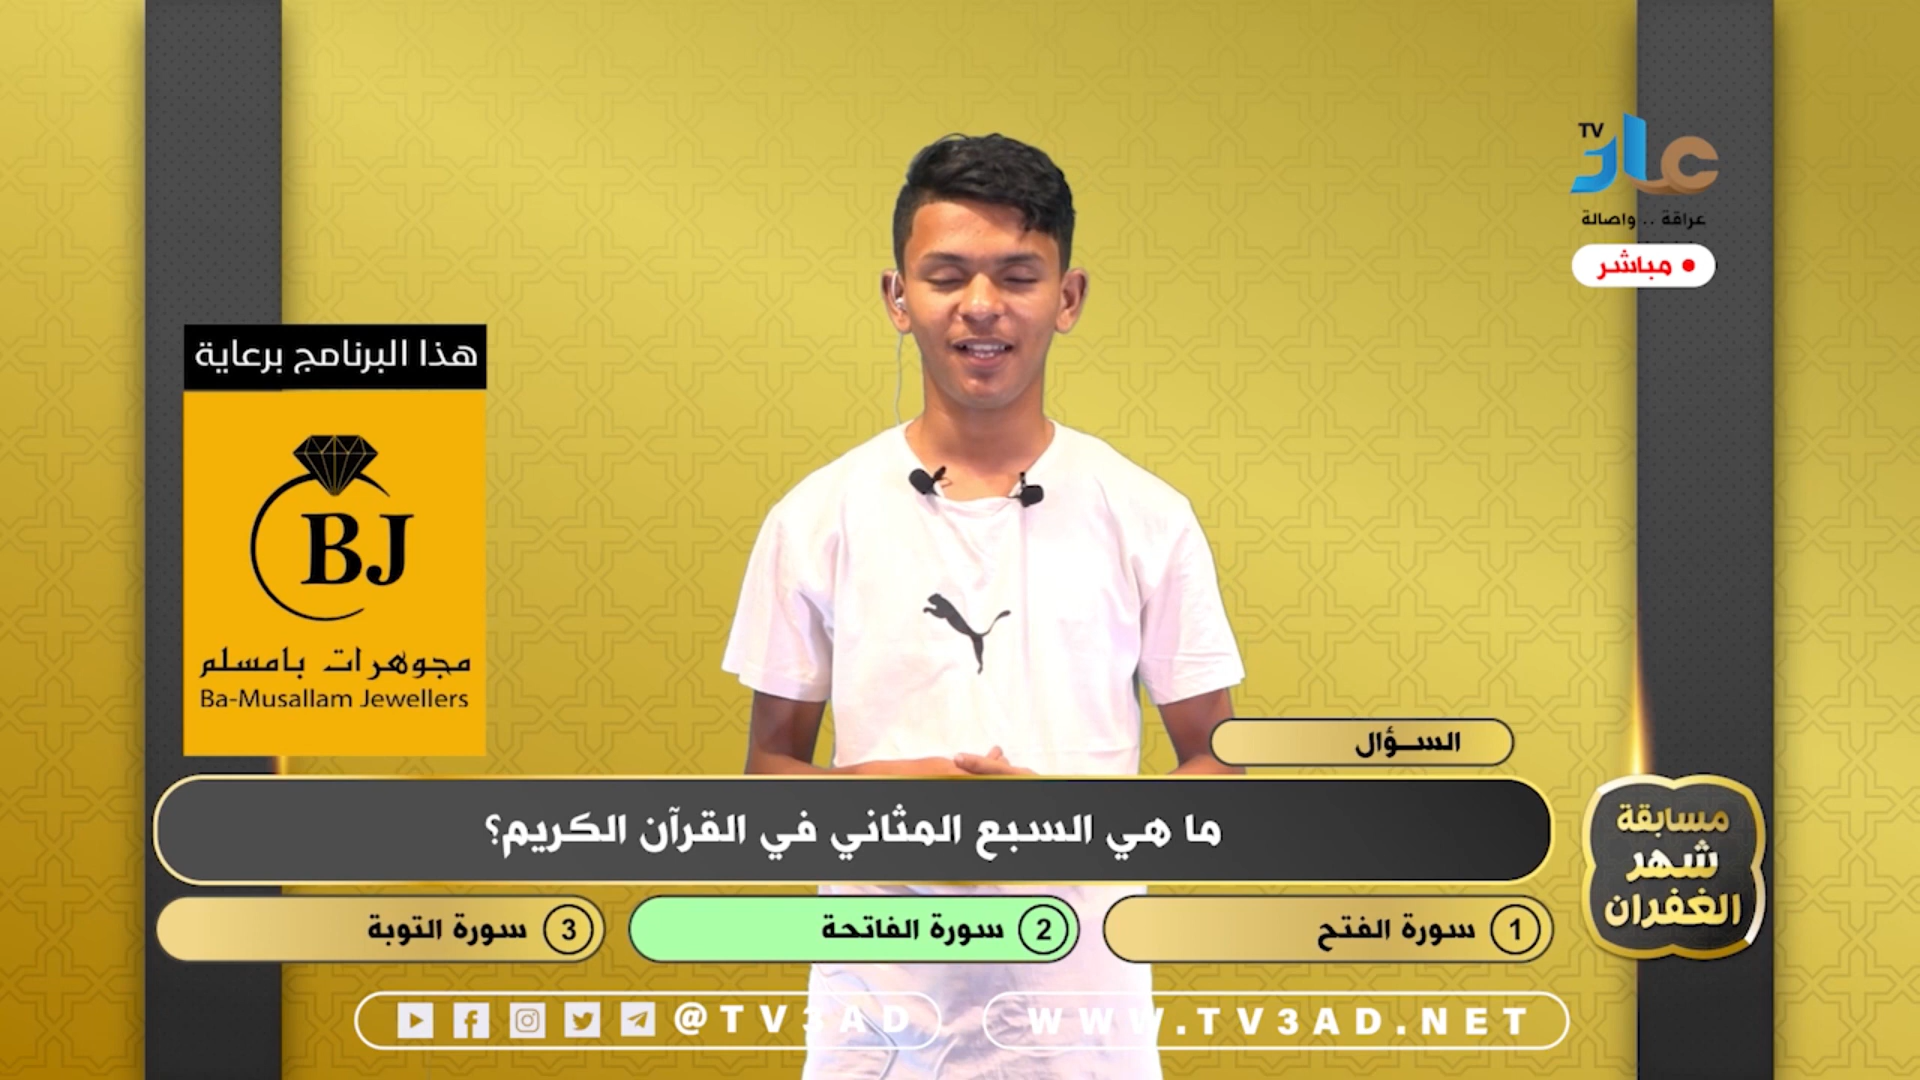 TV
عاد
عراقة .. واصالة
مباشر
هذا البرنامج برعاية
BJ
مجوهرات بامسلم
Ba-Musallam Jewellers
السـؤال
ما هي السبع المثاني في القرآن الكريم؟
1 سورة الفتح
2 سورة الفاتحة
3 سورة التوبة
مسابقة
شهر
الغفران
@TV3AD
WWW.TV3AD.NET